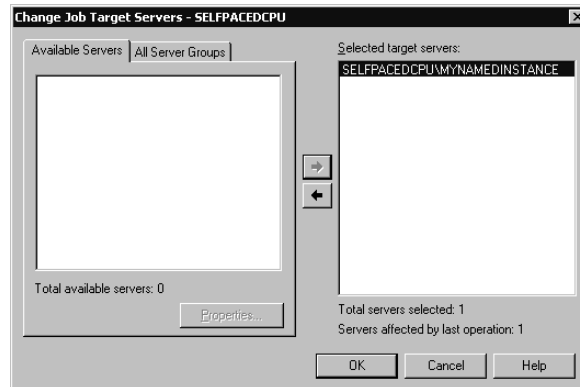 Change Job Target Servers - SELFPACEDCPU
Available Servers
All Server Groups
Total available servers: 0
Properties...
Selected target servers:
SELFPACEDCPU\MYNAMEDINSTANCE
Total servers selected: 1
Servers affected by last operation: 1
OK
Cancel
Help